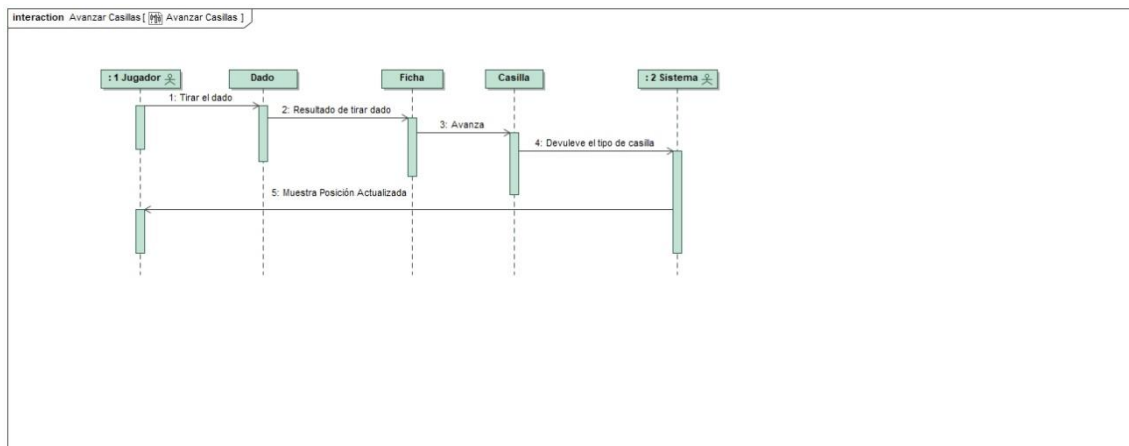 interaction Avanzar Casillas [ Avanzar Casillas ]
: 1 Jugador
Dado
Ficha
Casilla
: 2 Sistema
1: Tirar el dado
2: Resultado de tirar dado
3: Avanza
4: Devuleve el tipo de casilla
5: Muestra Posición Actualizada